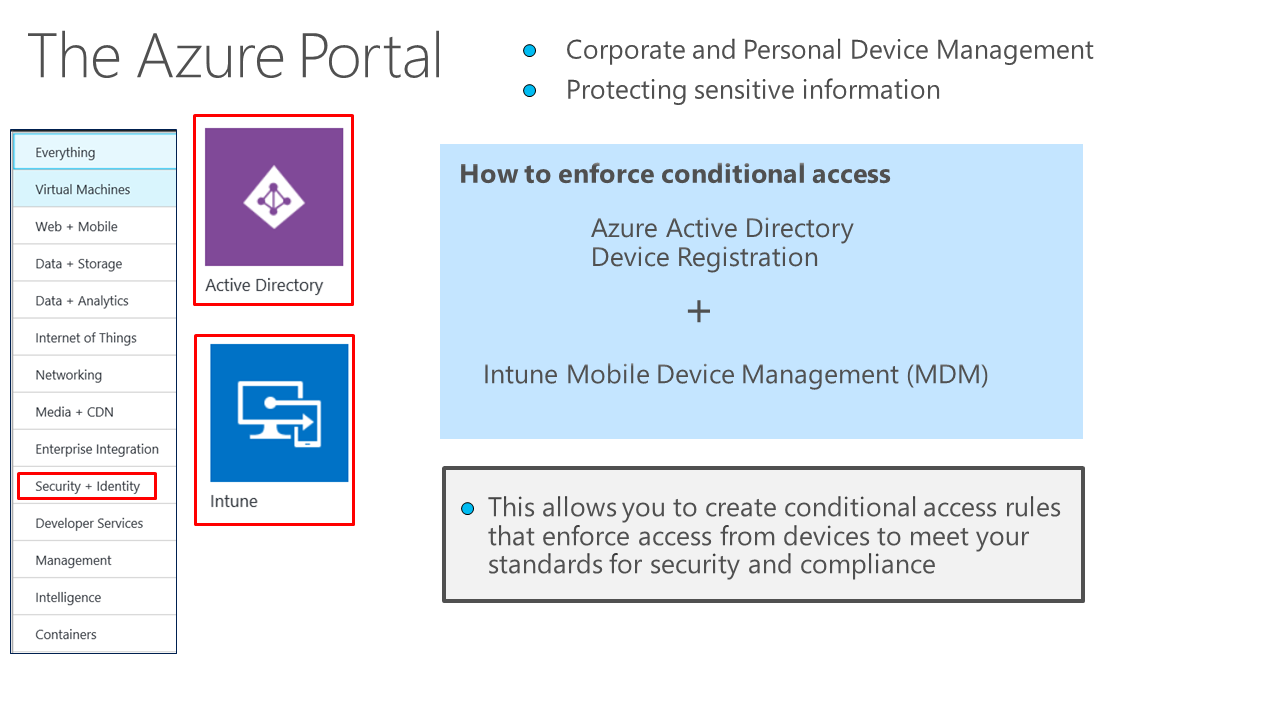 The Azure Portal
Corporate and Personal Device Management
Protecting sensitive information
Everything
Virtual Machines
Web + Mobile
Data + Storage
Data + Analytics
Internet of Things
Networking
Media + CDN
Enterprise Integration
Security + Identity
Developer Services
Management
Intelligence
Containers
Active Directory
Intune
How to enforce conditional access
Azure Active Directory
Device Registration
+
Intune Mobile Device Management (MDM)
This allows you to create conditional access rules
that enforce access from devices to meet your
standards for security and compliance